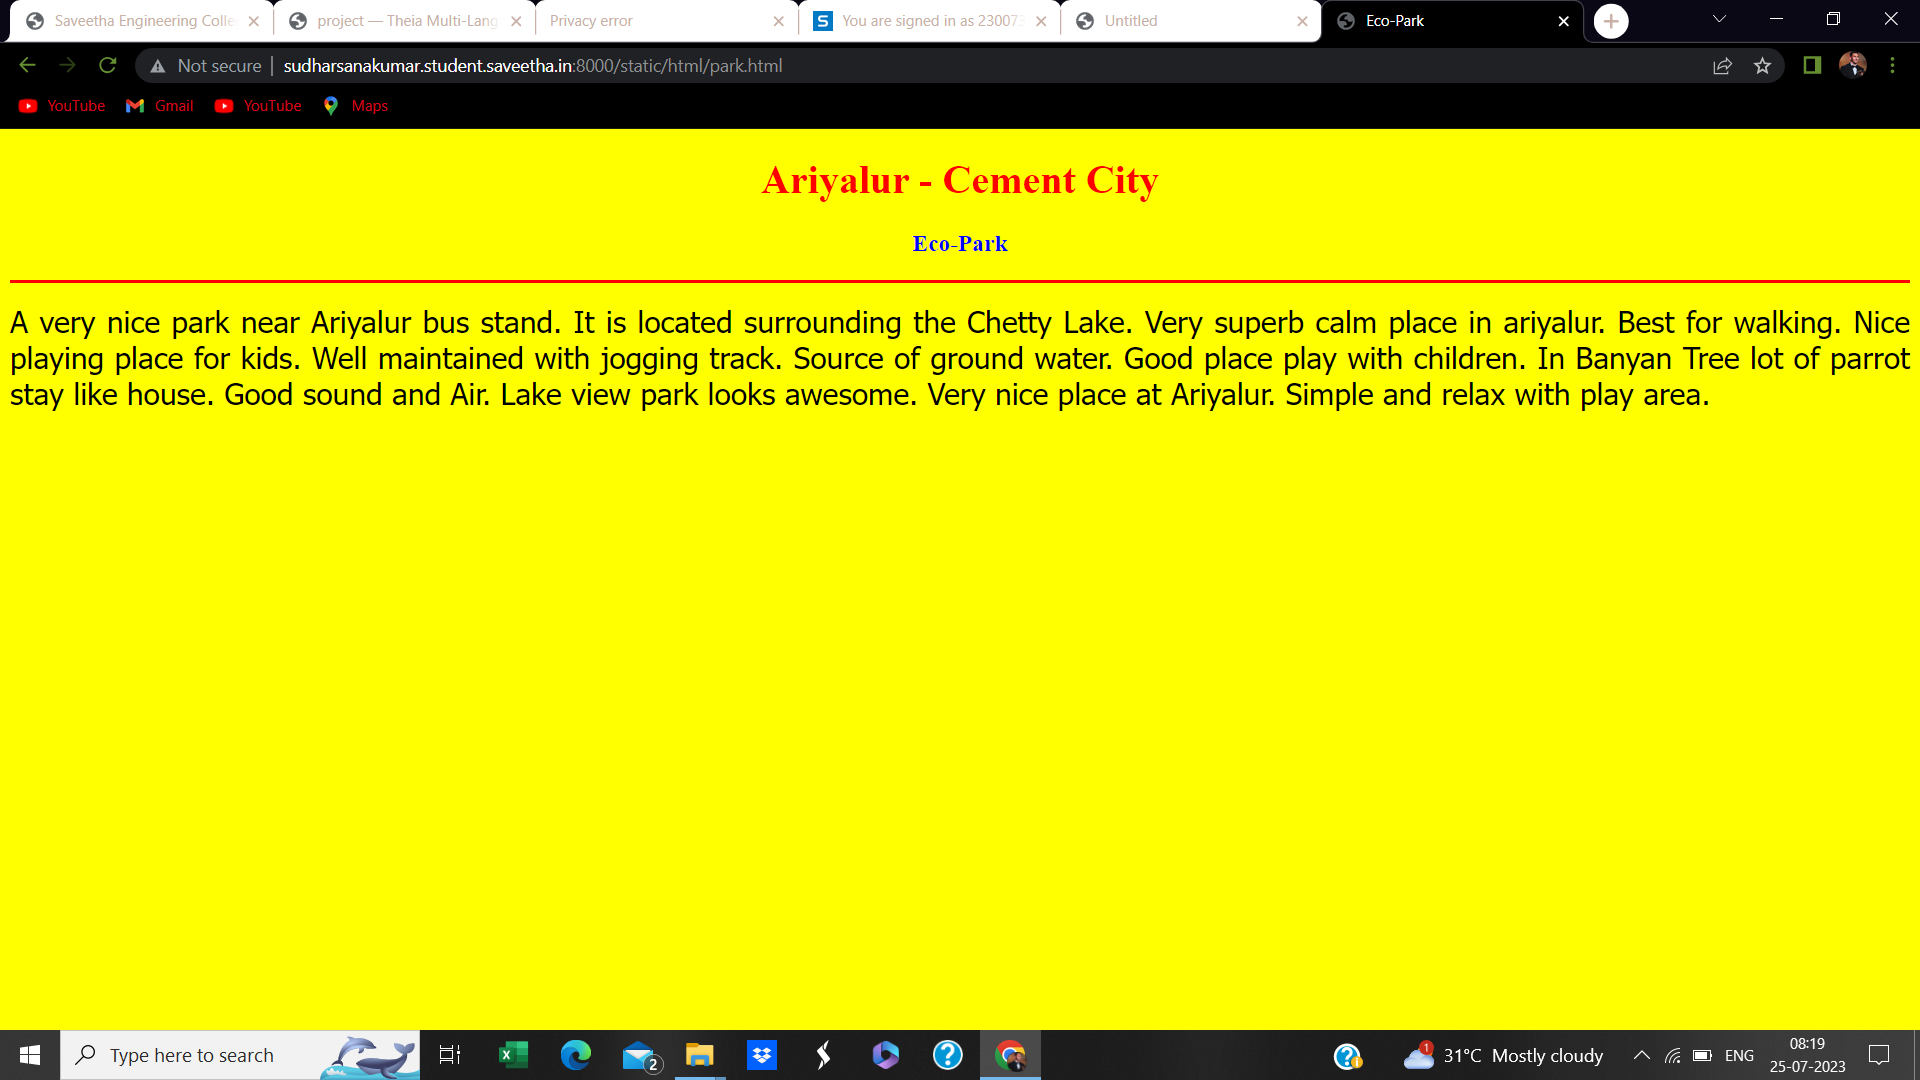 Saveetha Engineering Colle
project — Theia Multi-Lang
Privacy error
You are signed in as 230073
Untitled
Eco-Park
Not secure
sudharsanakumar.student.saveetha.in:8000/static/html/park.html
YouTube Gmail YouTube Maps
Ariyalur - Cement City
Eco-Park
A very nice park near Ariyalur bus stand. It is located surrounding the Chetty Lake. Very superb calm place in ariyalur. Best for walking. Nice
playing place for kids. Well maintained with jogging track. Source of ground water. Good place play with children. In Banyan Tree lot of parrot
stay like house. Good sound and Air. Lake view park looks awesome. Very nice place at Ariyalur. Simple and relax with play area.
Type here to search
2
1
31°C Mostly cloudy
ENG
08:19
25-07-2023